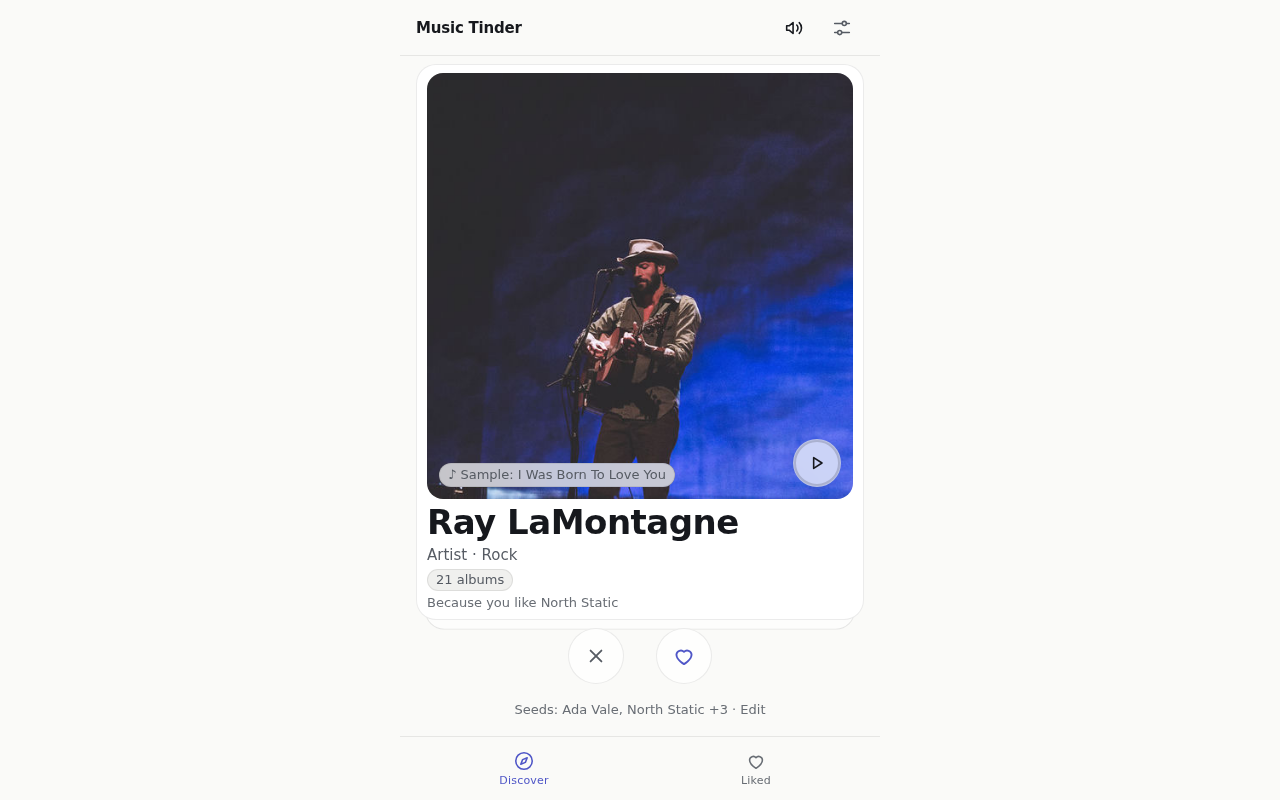 Music Tinder
♪ Sample: I Was Born To Love You
Ray LaMontagne
Artist · Rock
21 albums
Because you like North Static
Seeds: Ada Vale, North Static +3 · Edit
Discover
Liked